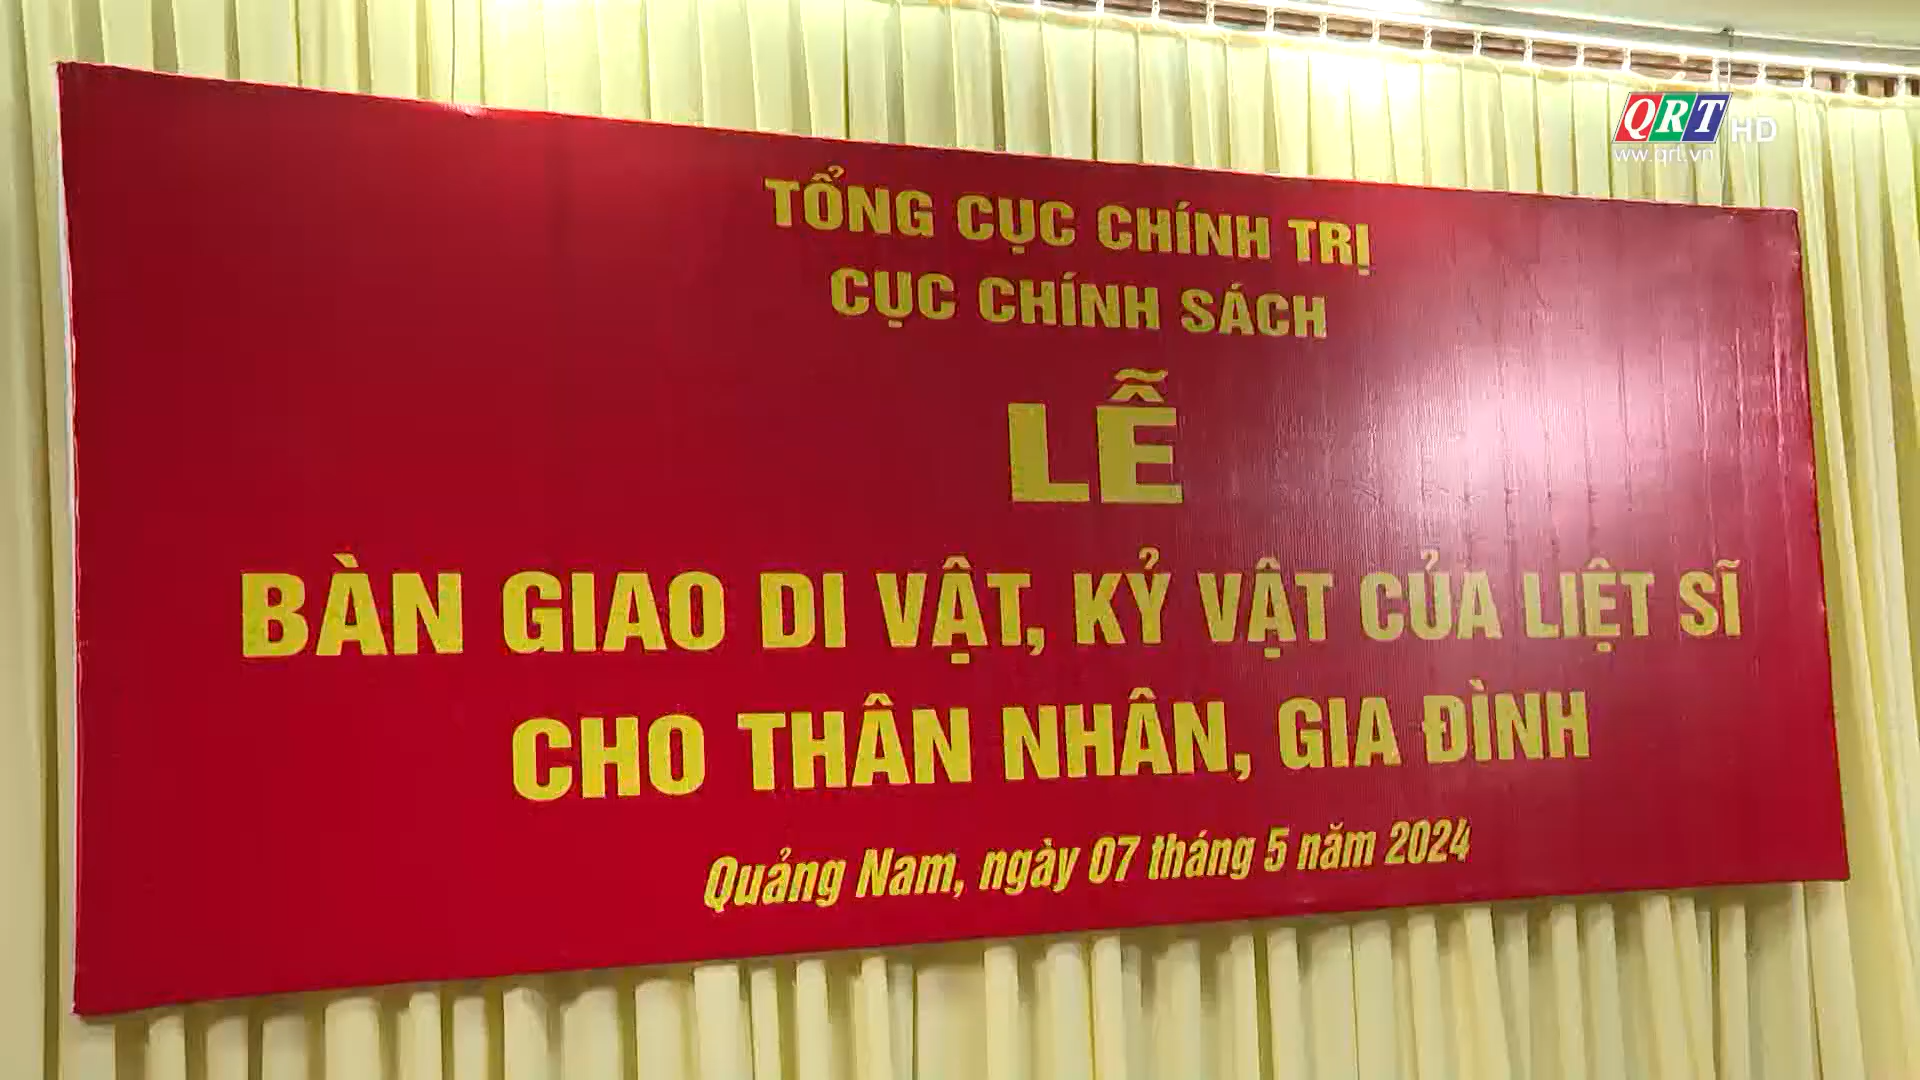 QRT HD
ww.qrt.vn
TỔNG CỤC CHÍNH TRỊ
CỤC CHÍNH SÁCH
LỄ
BÀN GIAO DI VẬT, KỶ VẬT CỦA LIỆT SĨ
CHO THÂN NHÂN, GIA ĐÌNH
Quảng Nam, ngày 07 tháng 5 năm 2024